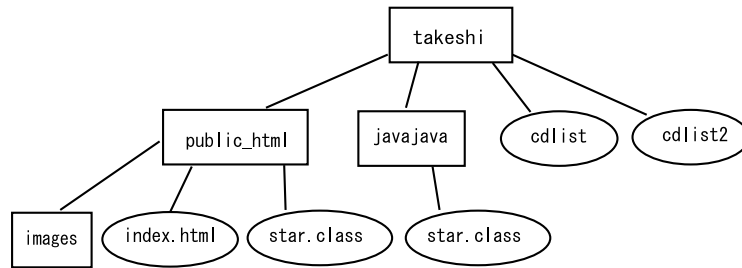 takeshi
public_html
javajava
cdlist
cdlist2
images
index.html
star.class
star.class